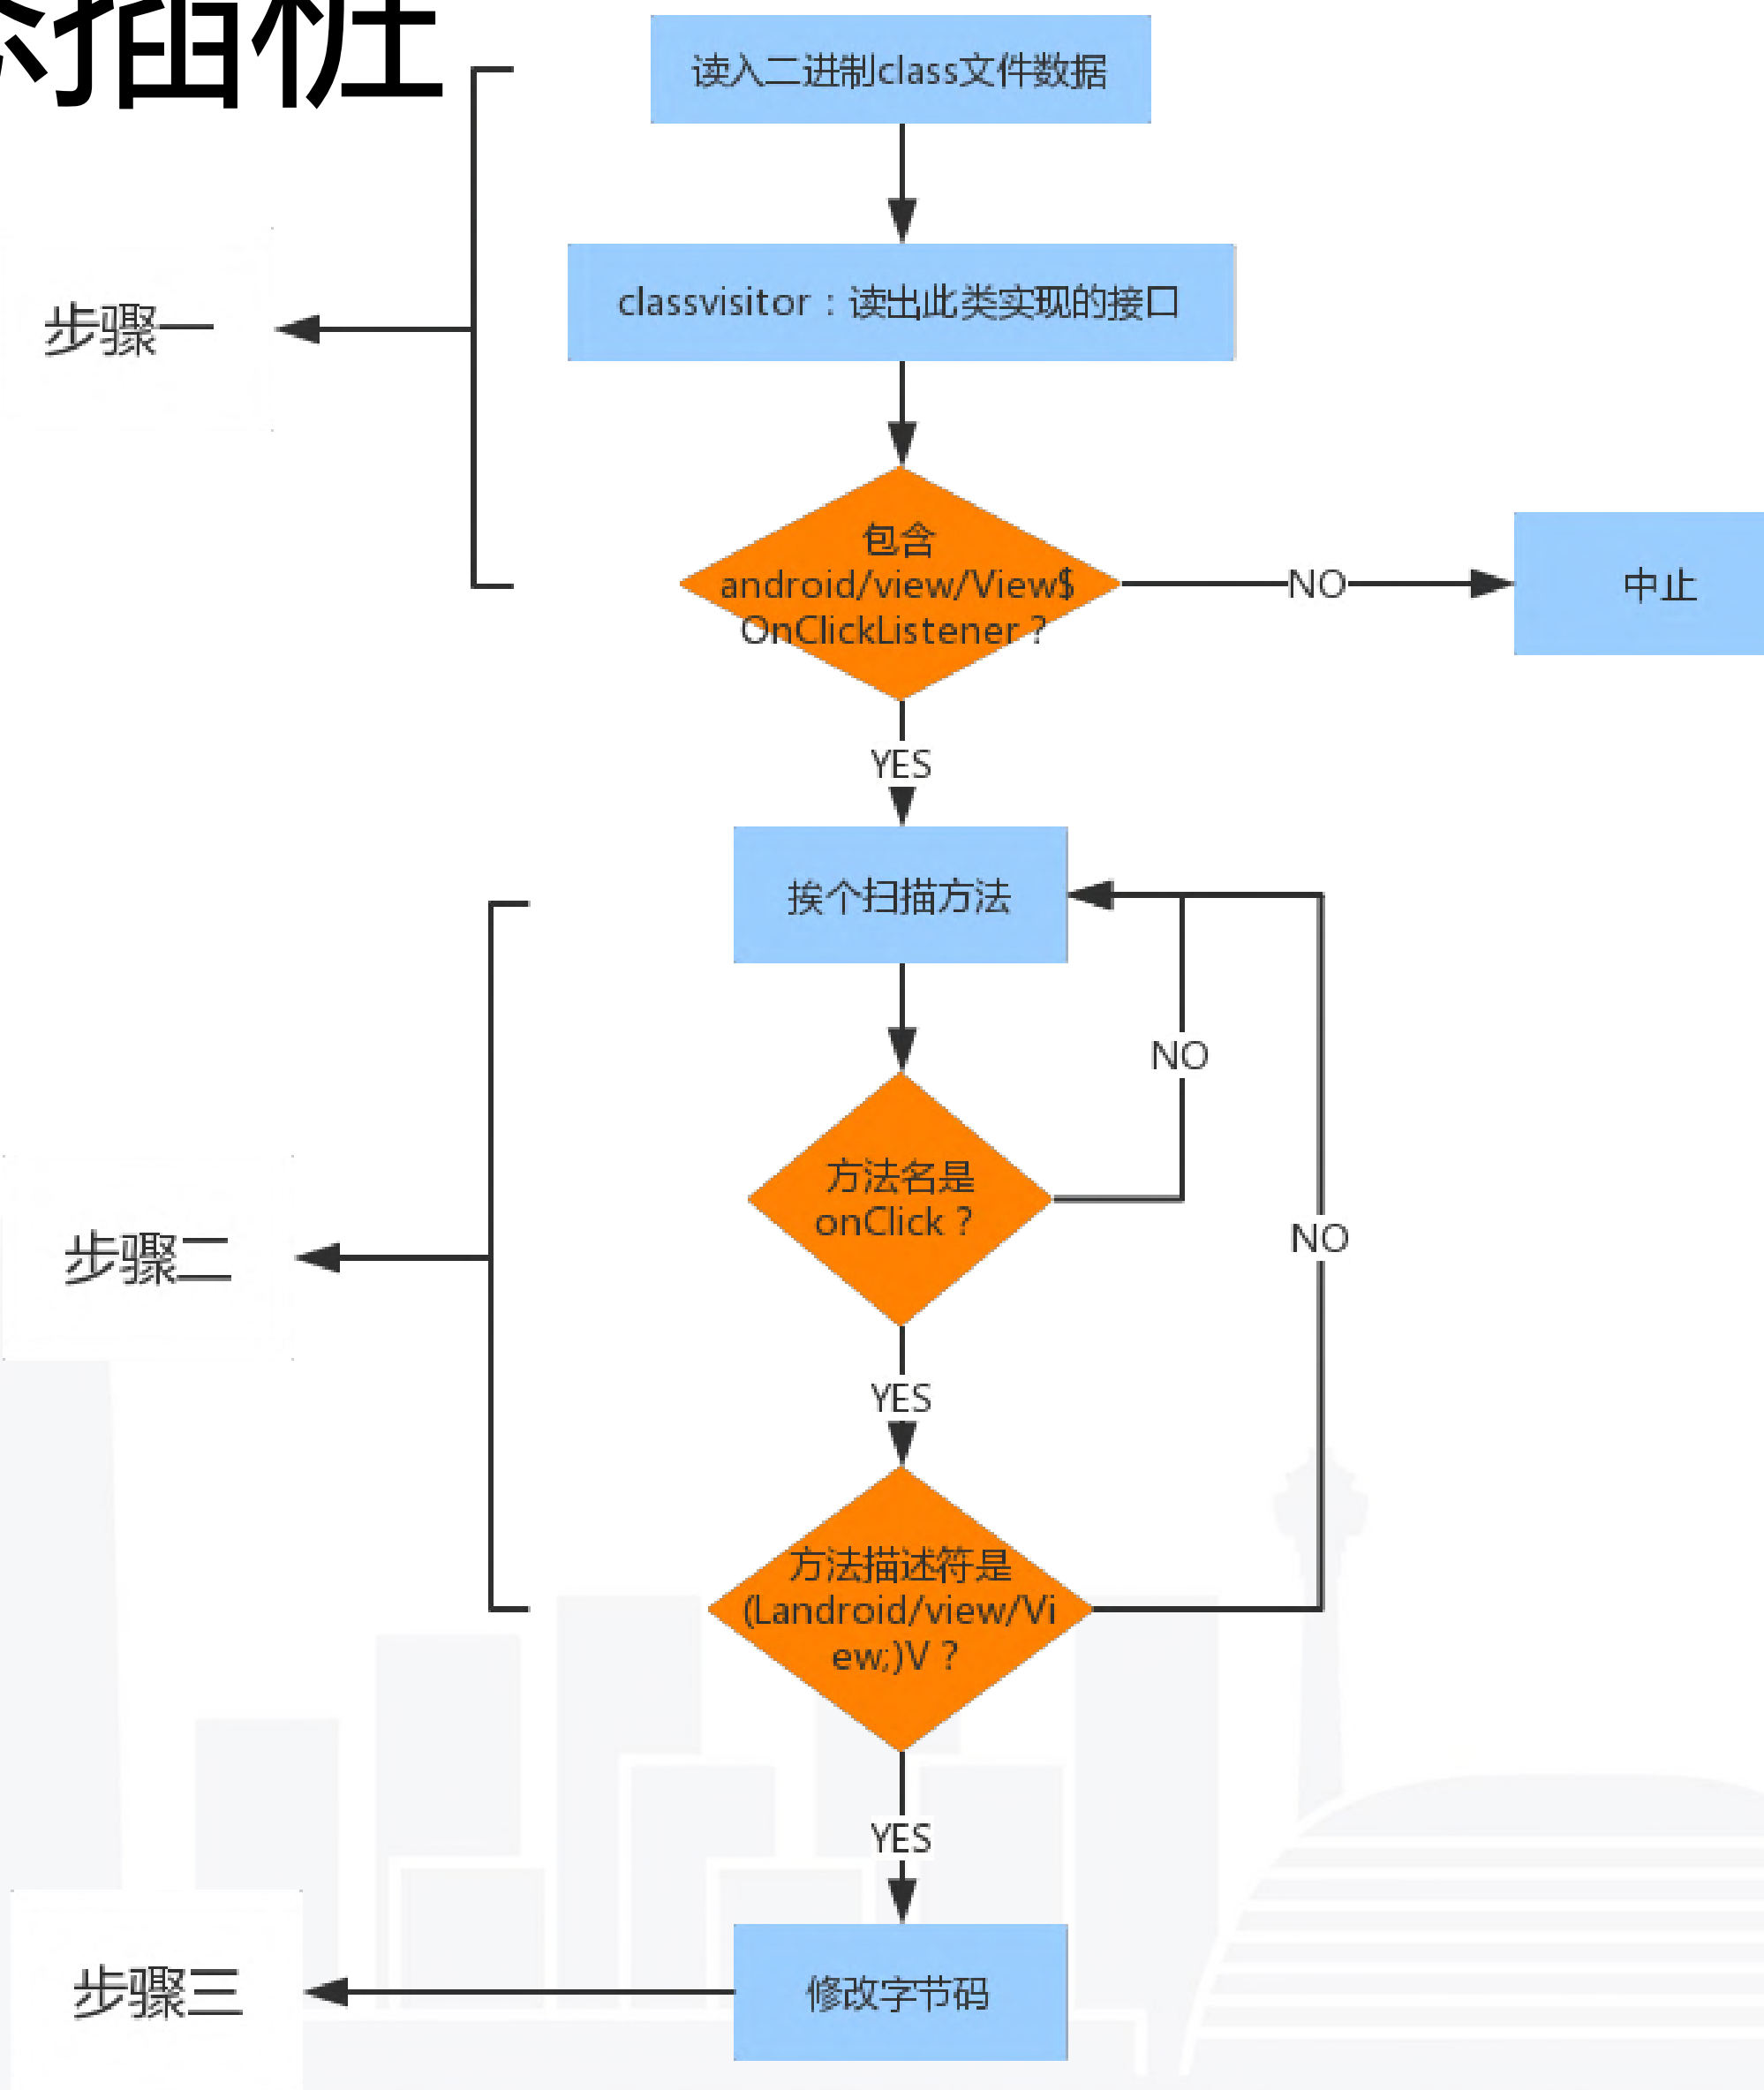 插桩
读入二进制class文件数据
classvisitor：读出此类实现的接口
步骤一
包含
android/view/View$
OnClickListener？
NO
中止
YES
挨个扫描方法
NO
方法名是
onClick？
NO
步骤二
YES
方法描述符是
(Landroid/view/Vi
ew;)V？
YES
修改字节码
步骤三